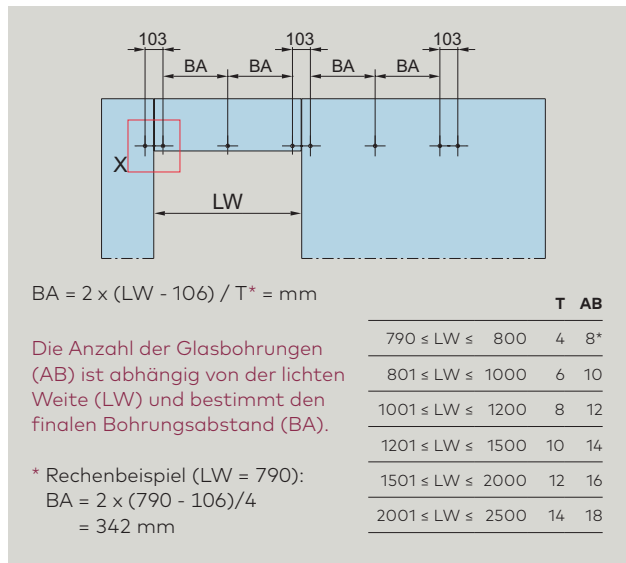 103 103 103
BA BA BA BA
X
LW
BA = 2 x (LW - 106) / T* = mm
Die Anzahl der Glasbohrungen
(AB) ist abhängig von der lichten
Weite (LW) und bestimmt den
finalen Bohrungsabstand (BA).
* Rechenbeispiel (LW = 790):
BA = 2 x (790 - 106)/4
= 342 mm
T AB
790 ≤ LW ≤ 800 4 8*
801 ≤ LW ≤ 1000 6 10
1001 ≤ LW ≤ 1200 8 12
1201 ≤ LW ≤ 1500 10 14
1501 ≤ LW ≤ 2000 12 16
2001 ≤ LW ≤ 2500 14 18